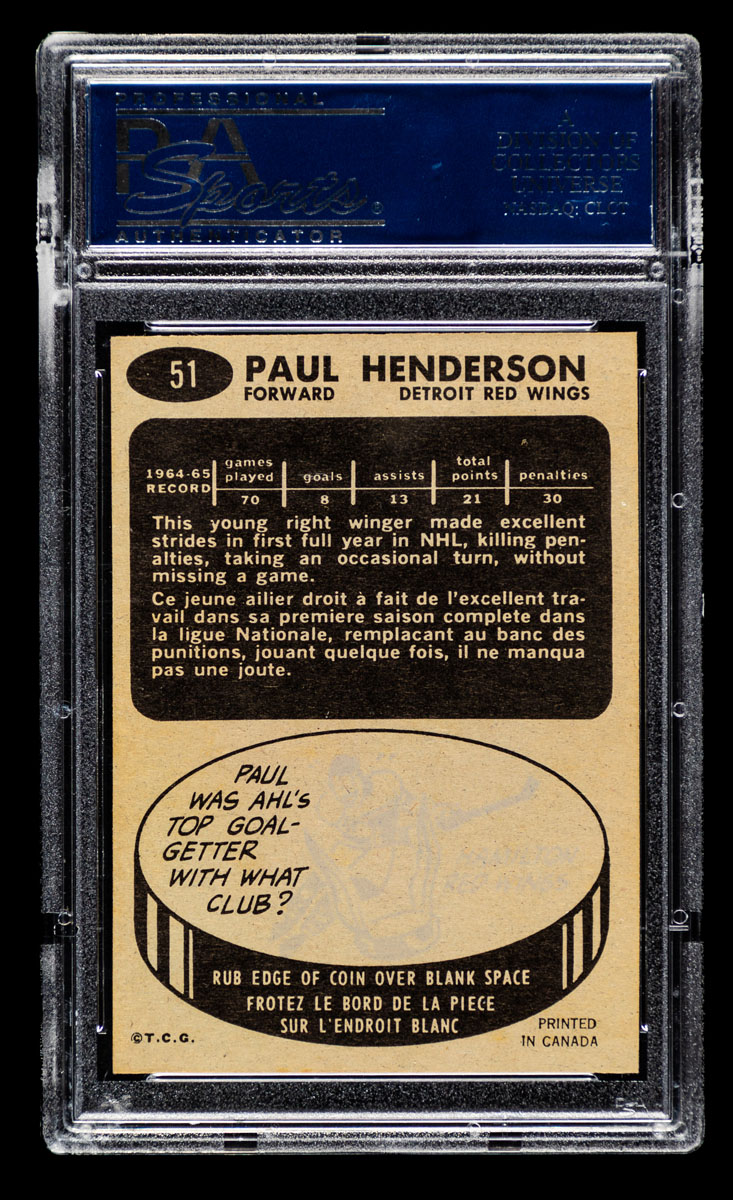 PROFESSIONAL
PSA
Sports
AUTHENTICATOR
A
DIVISION OF
COLLECTORS
UNIVERSE
NASDAQ: CLCT
51 PAUL HENDERSON
FORWARD DETROIT RED WINGS
1964-65 RECORD games played goals assists total points penalties
70 8 13 21 30
This young right winger made excellent
strides in first full year in NHL, killing pen-
alties, taking an occasional turn, without
missing a game.
Ce jeune ailier droit à fait de l'excellent tra-
vail dans sa premiere saison complete dans
la ligue Nationale, remplacant au banc des
punitions, jouant quelque fois, il ne manqua
pas une joute.
PAUL
WAS AHL'S
TOP GOAL-
GETTER
WITH WHAT
CLUB?
RUB EDGE OF COIN OVER BLANK SPACE
FROTEZ LE BORD DE LA PIECE
SUR L'ENDROIT BLANC
©T.C.G.
PRINTED
IN CANADA